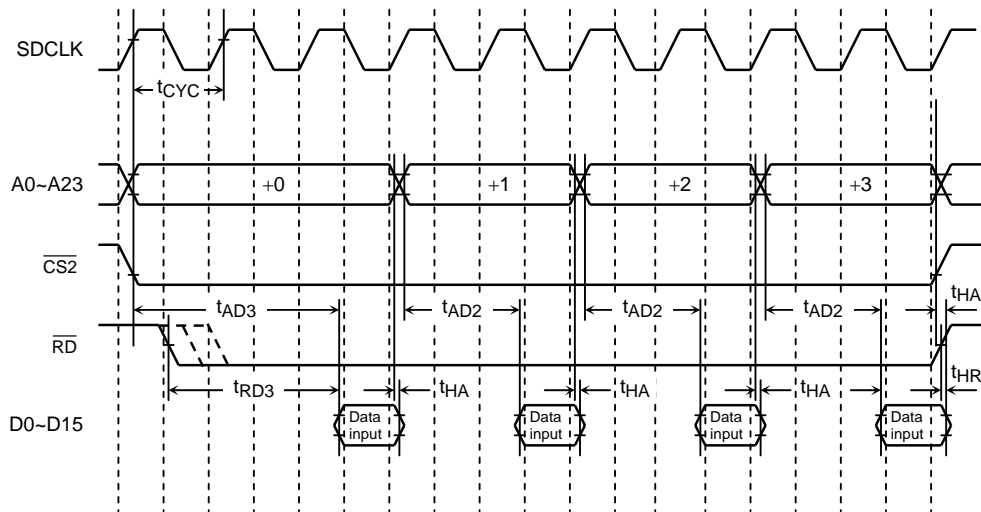 SDCLK
tCYC
A0~A23
+0
+1
+2
+3
CS2
tAD3
tAD2
tAD2
tAD2
tHA
RD
tRD3
tHA
tHA
tHA
tHR
D0~D15
Data
input
Data
input
Data
input
Data
input